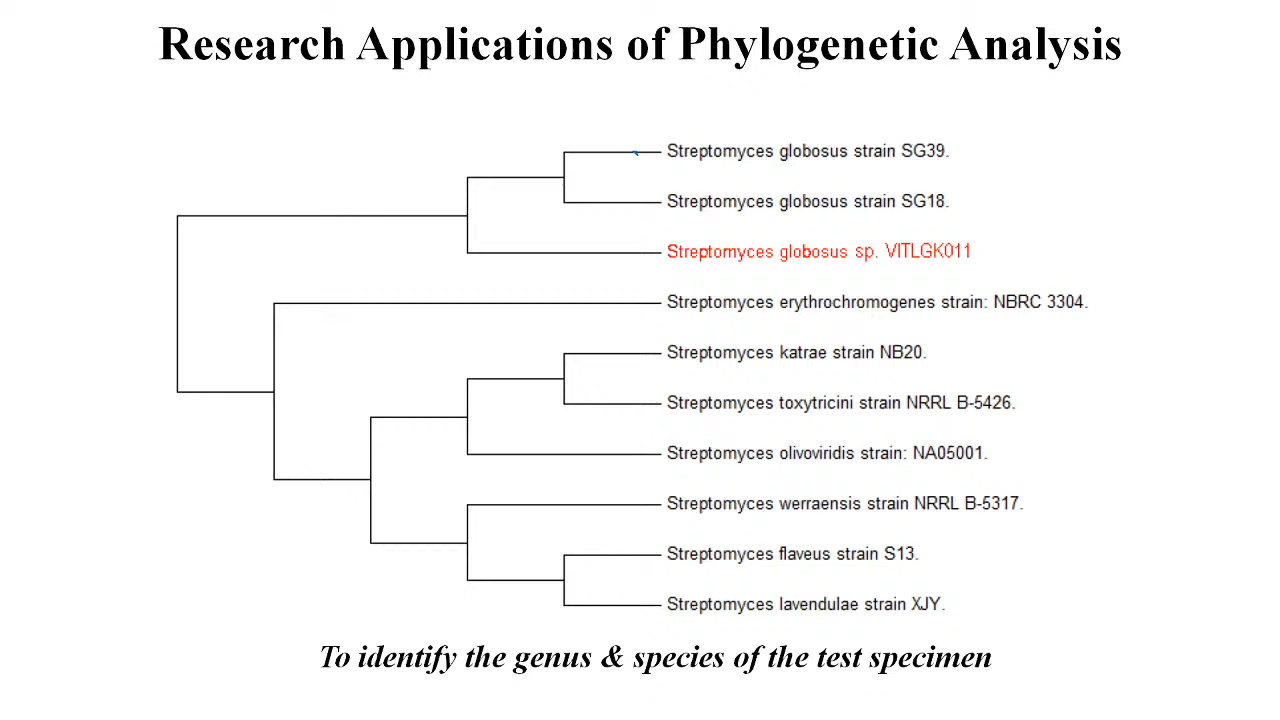 Research Applications of Phylogenetic Analysis
Streptomyces globosus strain SG39.
Streptomyces globosus strain SG18.
Streptomyces globosus sp. VITLGK011
Streptomyces erythrochromogenes strain: NBRC 3304.
Streptomyces katrae strain NB20.
Streptomyces toxytricini strain NRRL B-5426.
Streptomyces olivoviridis strain: NA05001.
Streptomyces werraensis strain NRRL B-5317.
Streptomyces flaveus strain S13.
Streptomyces lavendulae strain XJY.
To identify the genus & species of the test specimen